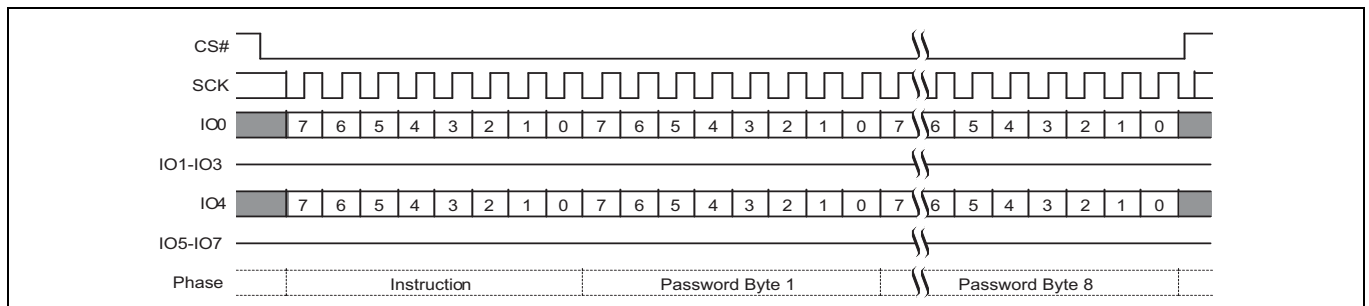 CS#
SCK
IO0 7 6 5 4 3 2 1 0 7 6 5 4 3 2 1 0 7 6 5 4 3 2 1 0
IO1-IO3
IO4 7 6 5 4 3 2 1 0 7 6 5 4 3 2 1 0 7 6 5 4 3 2 1 0
IO5-IO7
Phase Instruction Password Byte 1 Password Byte 8